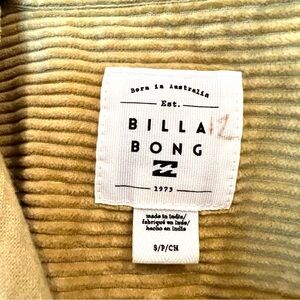 Born in Australia
Est.
BILLA
BONG
1973
made in India/
fabriqué en Inde/
hecho en India
S/P/CH